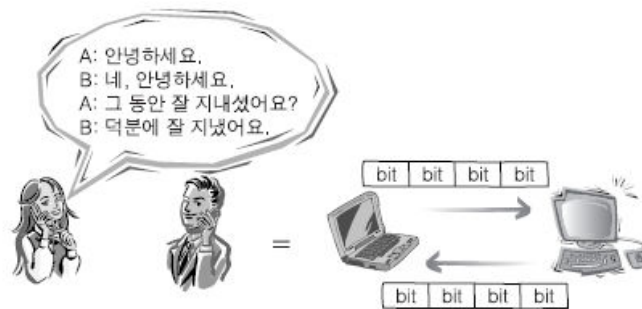 A: 안녕하세요.
B: 네, 안녕하세요.
A: 그 동안 잘 지내셨어요?
B: 덕분에 잘 지냈어요.
bit bit bit bit
=
bit bit bit bit